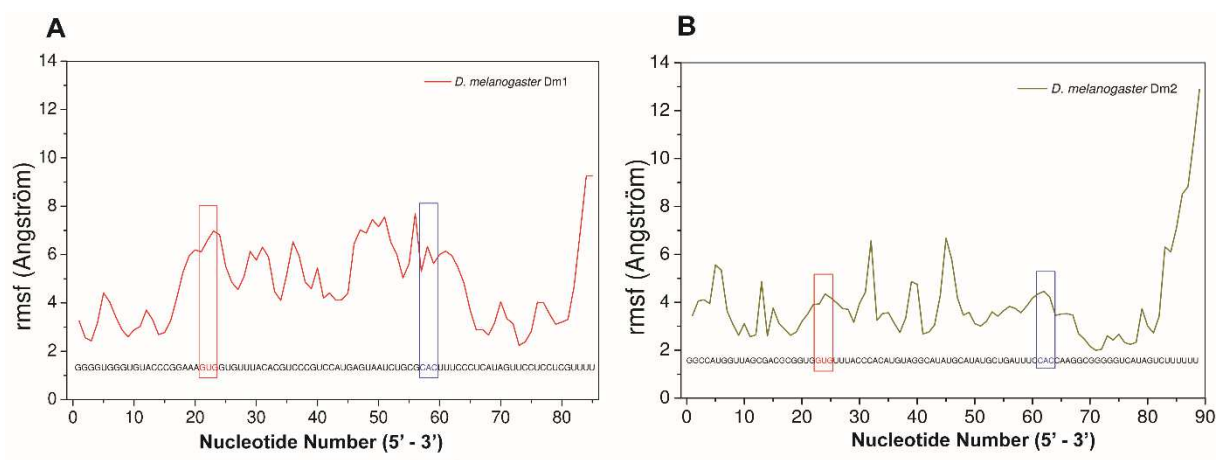 A
14
12
10
8
6
4
2
0
rmsf (Angström)
D. melanogaster Dm1
GGGGUGGGUGUACCCGGAAAGUGGUGUUUACACGUCCCGUCCAUGAGUAAUCUGCGCACUUUCCCUCAUAGUUCCUCCUCGUUUU
0 10 20 30 40 50 60 70 80
Nucleotide Number (5' - 3')
B
14
12
10
8
6
4
2
0
rmsf (Angström)
D. melanogaster Dm2
GGCCAUGGUUAGCGACGCGGUGGUGUUUACCCACAUGUAGGCAUAUGCAUAUGCUGAUUUCCACCAAGGCGGGGGUCAUAGUCUUUUUU
0 10 20 30 40 50 60 70 80 90
Nucleotide Number (5' - 3')